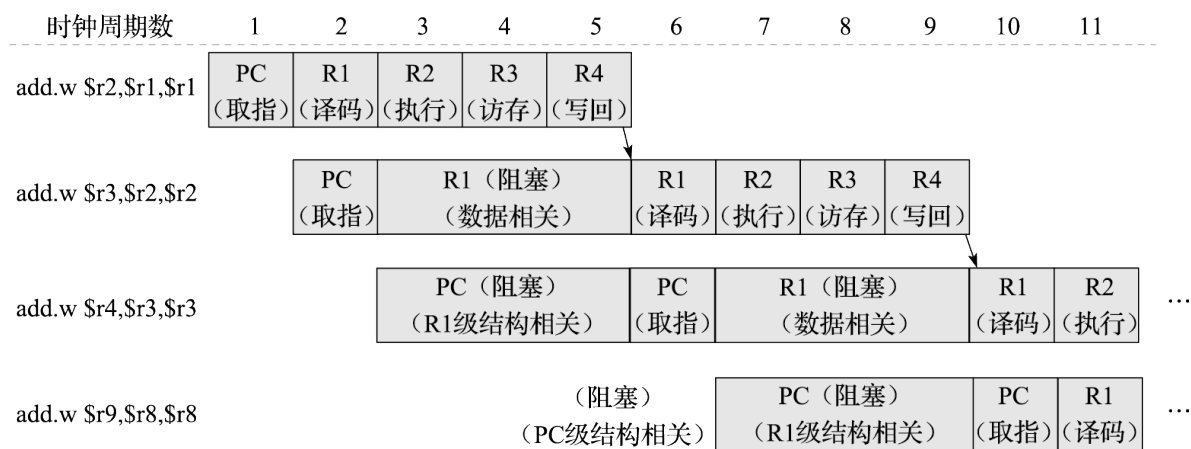 时钟周期数 1 2 3 4 5 6 7 8 9 10 11
add.w $r2,$r1,$r1
PC R1 R2 R3 R4
(取指) (译码) (执行) (访存) (写回)
add.w $r3,$r2,$r2
PC R1（阻塞） R1 R2 R3 R4
(取指) (数据相关) (译码) (执行) (访存) (写回)
add.w $r4,$r3,$r3
PC（阻塞） PC R1（阻塞） R1 R2
(R1级结构相关) (取指) (数据相关) (译码) (执行) …
add.w $r9,$r8,$r8
（阻塞） PC（阻塞） PC R1
(PC级结构相关) (R1级结构相关) (取指) (译码) …